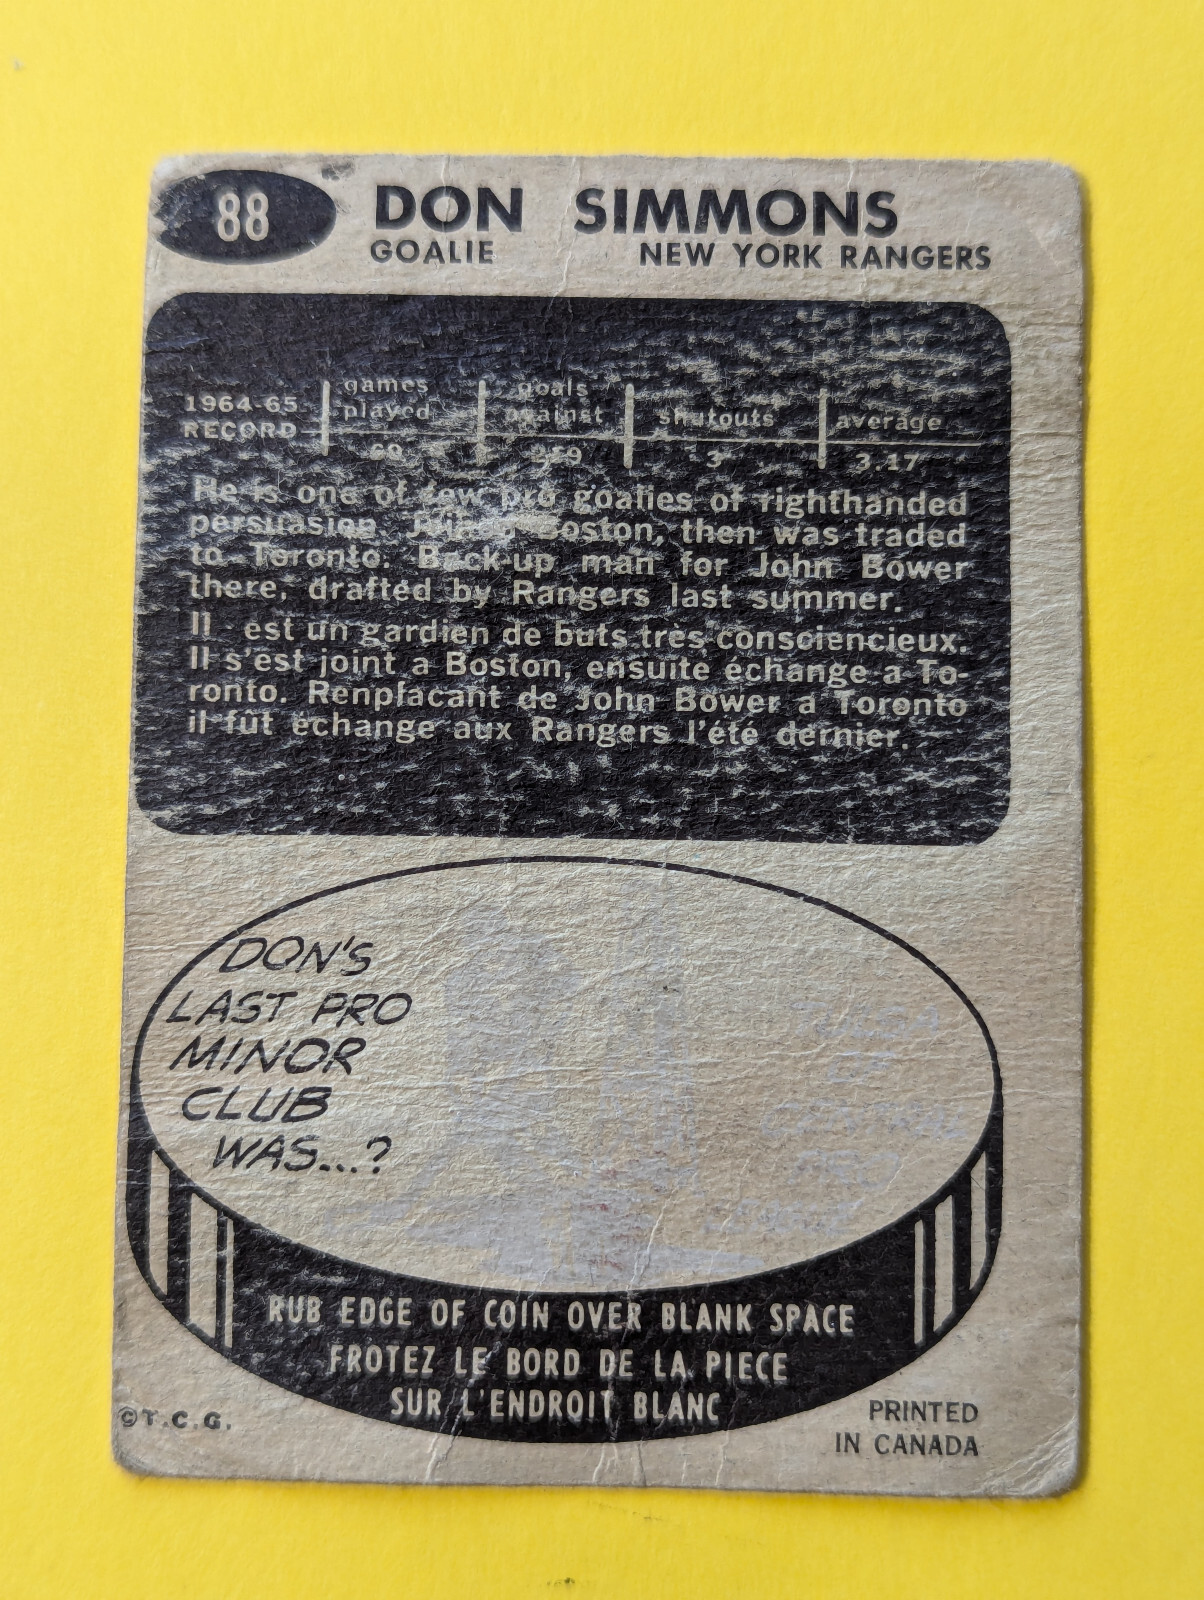 88
DON SIMMONS
GOALIE NEW YORK RANGERS
games goals
1964-65 played against shutouts average
RECORD
3 3.17
He is one of few pro goalies of righthanded
persuasion. Boston, then was traded
to Toronto. Back-up man for John Bower
there, drafted by Rangers last summer.
Il est un gardien de buts très consciencieux.
Il s'est joint a Boston, ensuite échange a To-
ronto. Renplacant de John Bower a Toronto
il fût échange aux Rangers l'été dernier.
DON'S
LAST PRO
MINOR
CLUB
WAS...?
RUB EDGE OF COIN OVER BLANK SPACE
FROTEZ LE BORD DE LA PIECE
SUR L'ENDROIT BLANC
©T.C.G.
PRINTED
IN CANADA